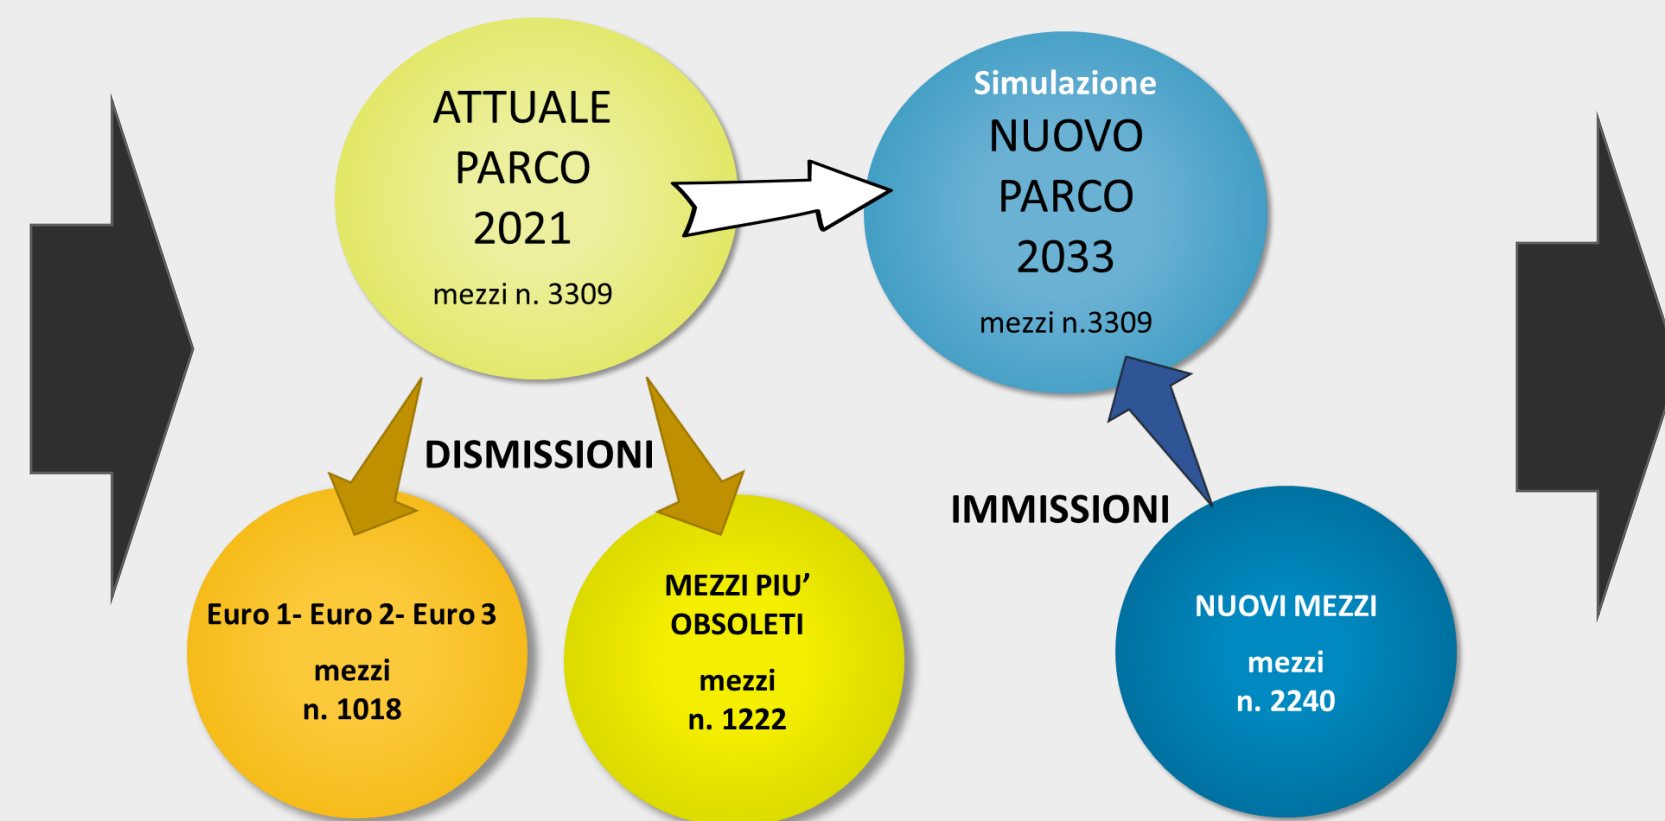 ATTUALE
PARCO
2021
mezzi n. 3309
Simulazione
NUOVO
PARCO
2033
mezzi n.3309
DISMISSIONI
IMMISSIONI
Euro 1- Euro 2- Euro 3
mezzi
n. 1018
MEZZI PIU’
OBSOLETI
mezzi
n. 1222
NUOVI MEZZI
mezzi
n. 2240